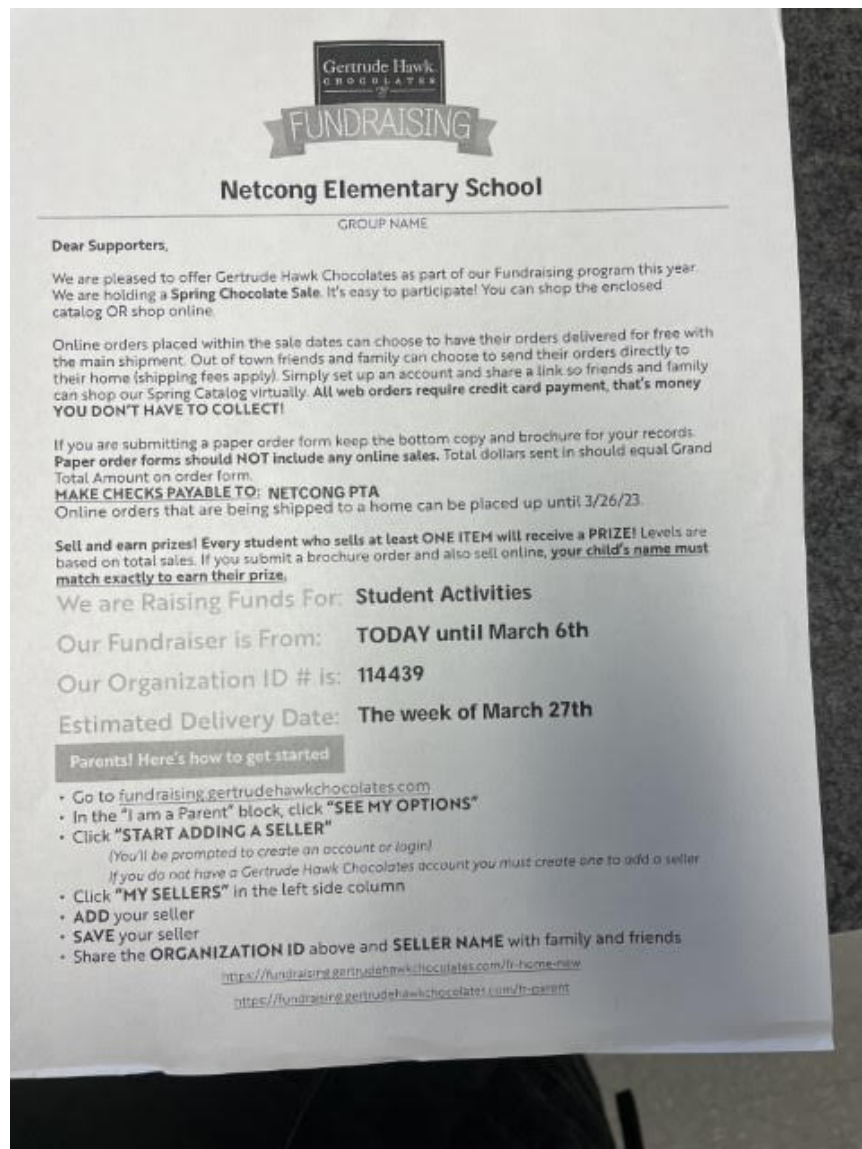 Gertrude Hawk
CHOCOLATES
FUNDRAISING
Netcong Elementary School
GROUP NAME
Dear Supporters,
We are pleased to offer Gertrude Hawk Chocolates as part of our Fundraising program this year.
We are holding a Spring Chocolate Sale. It's easy to participate! You can shop the enclosed
catalog OR shop online.
Online orders placed within the sale dates can choose to have their orders delivered for free with
the main shipment. Out of town friends and family can choose to send their orders directly to
their home (shipping fees apply). Simply set up an account and share a link so friends and family
can shop our Spring Catalog virtually. All web orders require credit card payment, that's money
YOU DON'T HAVE TO COLLECT!
If you are submitting a paper order form keep the bottom copy and brochure for your records.
Paper order forms should NOT include any online sales. Total dollars sent in should equal Grand
Total Amount on order form.
MAKE CHECKS PAYABLE TO: NETCONG PTA
Online orders that are being shipped to a home can be placed up until 3/26/23.
Sell and earn prizes! Every student who sells at least ONE ITEM will receive a PRIZE! Levels are
based on total sales. If you submit a brochure order and also sell online, your child's name must
match exactly to earn their prize.
We are Raising Funds For: Student Activities
Our Fundraiser is From: TODAY until March 6th
Our Organization ID # is: 114439
Estimated Delivery Date: The week of March 27th
Parents! Here's how to get started
• Go to fundraising.gertrudehawkchocolates.com
• In the "I am a Parent" block, click "SEE MY OPTIONS"
• Click "START ADDING A SELLER"
(You'll be prompted to create an account or login)
If you do not have a Gertrude Hawk Chocolates account you must create one to add a seller
• Click "MY SELLERS" in the left side column
• ADD your seller
• SAVE your seller
• Share the ORGANIZATION ID above and SELLER NAME with family and friends
https://fundraising.gertrudehawkchocolates.com/fr-home-new
https://fundraising.gertrudehawkchocolates.com/fr-parent